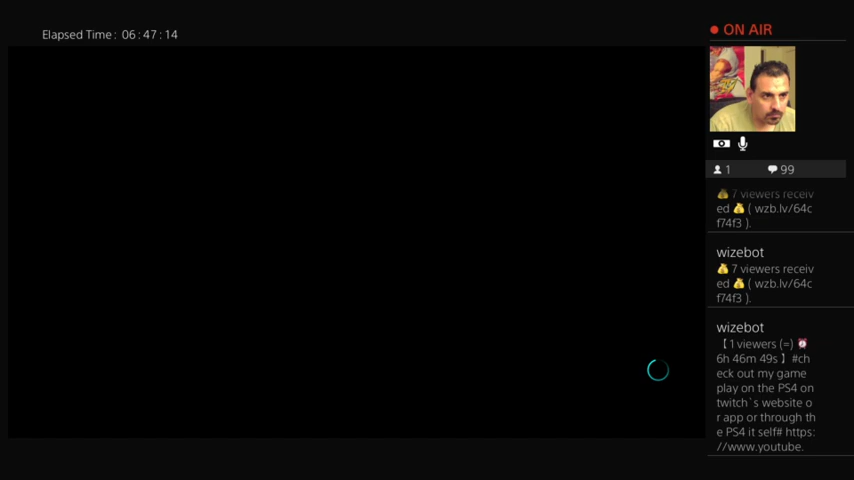 Elapsed Time: 06:47:14
ON AIR
1
99
💰 7 viewers receiv
ed 💰 ( wzb.lv/64c
f74f3 ).
wizebot
💰 7 viewers receiv
ed 💰 ( wzb.lv/64c
f74f3 ).
wizebot
【 1 viewers (=) ⏰
6h 46m 49s 】 #ch
eck out my game
play on the PS4 on
twitch`s website o
r app or through th
e PS4 it self# https:
//www.youtube.